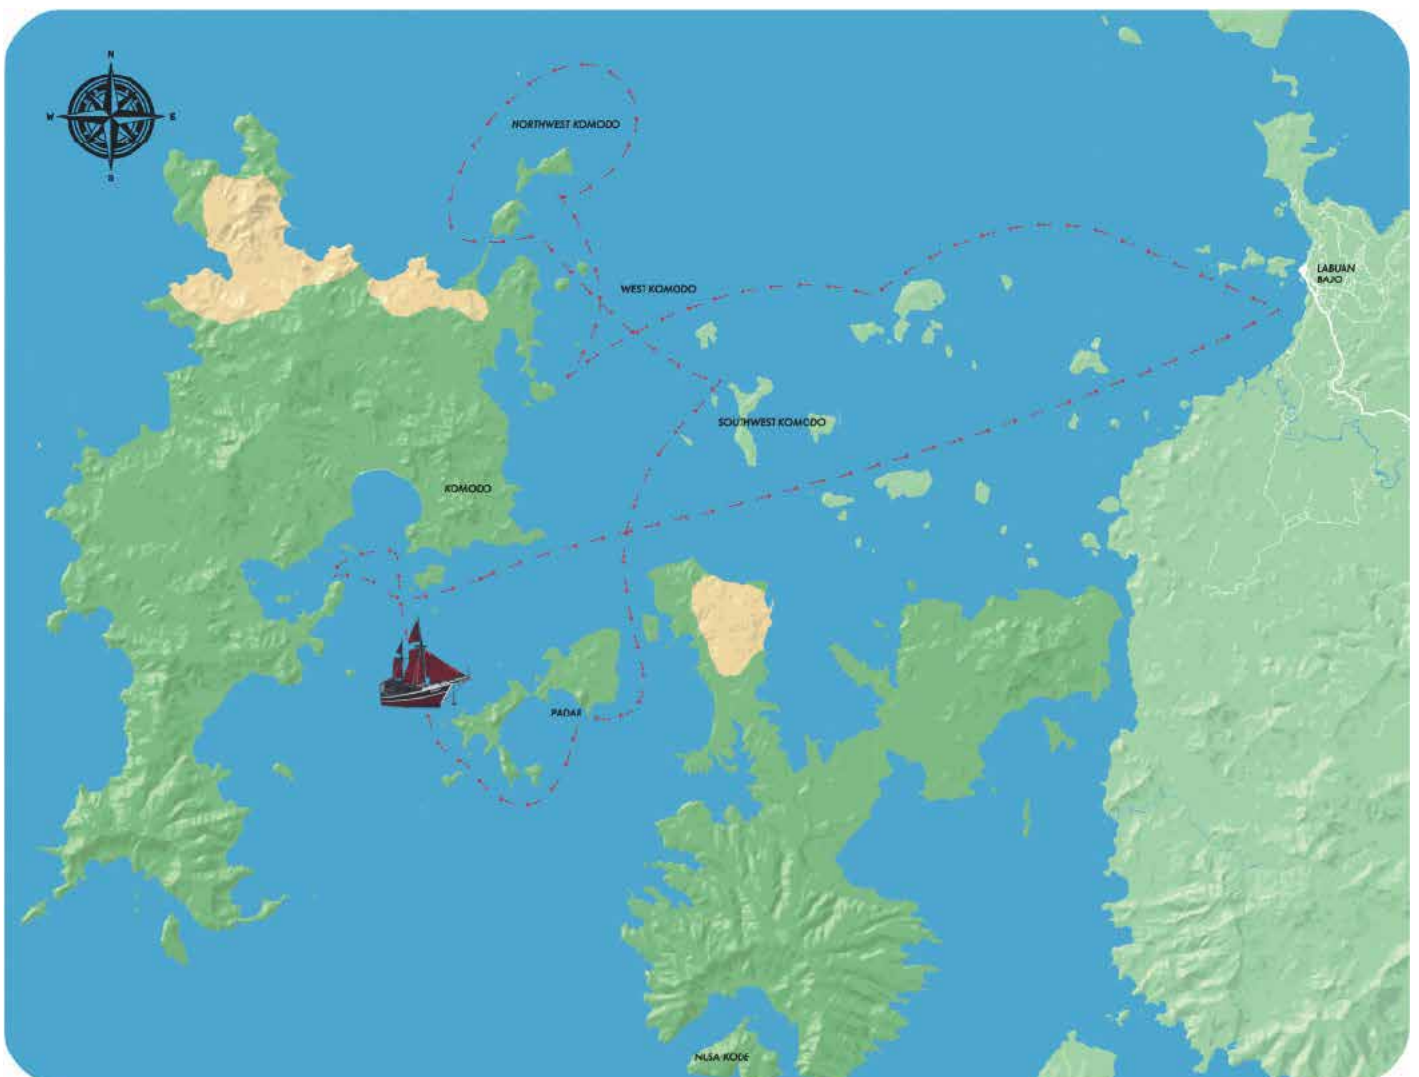 N
W E
S
NORTHWEST KOMODO
LABUAN
BAJO
WEST KOMODO
SOUTHWEST KOMODO
KOMODO
PADAR
NUSA KODE